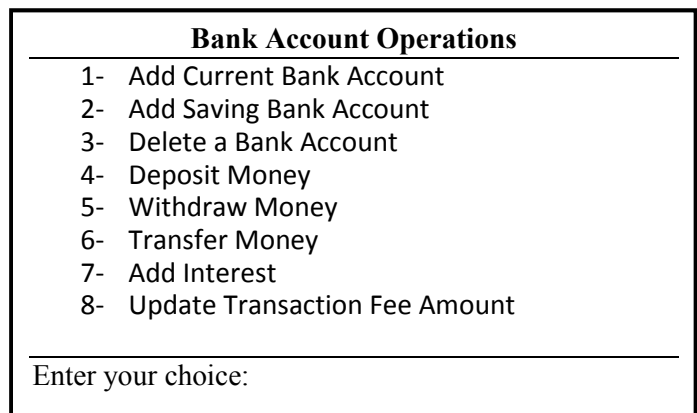 Bank Account Operations
1- Add Current Bank Account
2- Add Saving Bank Account
3- Delete a Bank Account
4- Deposit Money
5- Withdraw Money
6- Transfer Money
7- Add Interest
8- Update Transaction Fee Amount
Enter your choice: